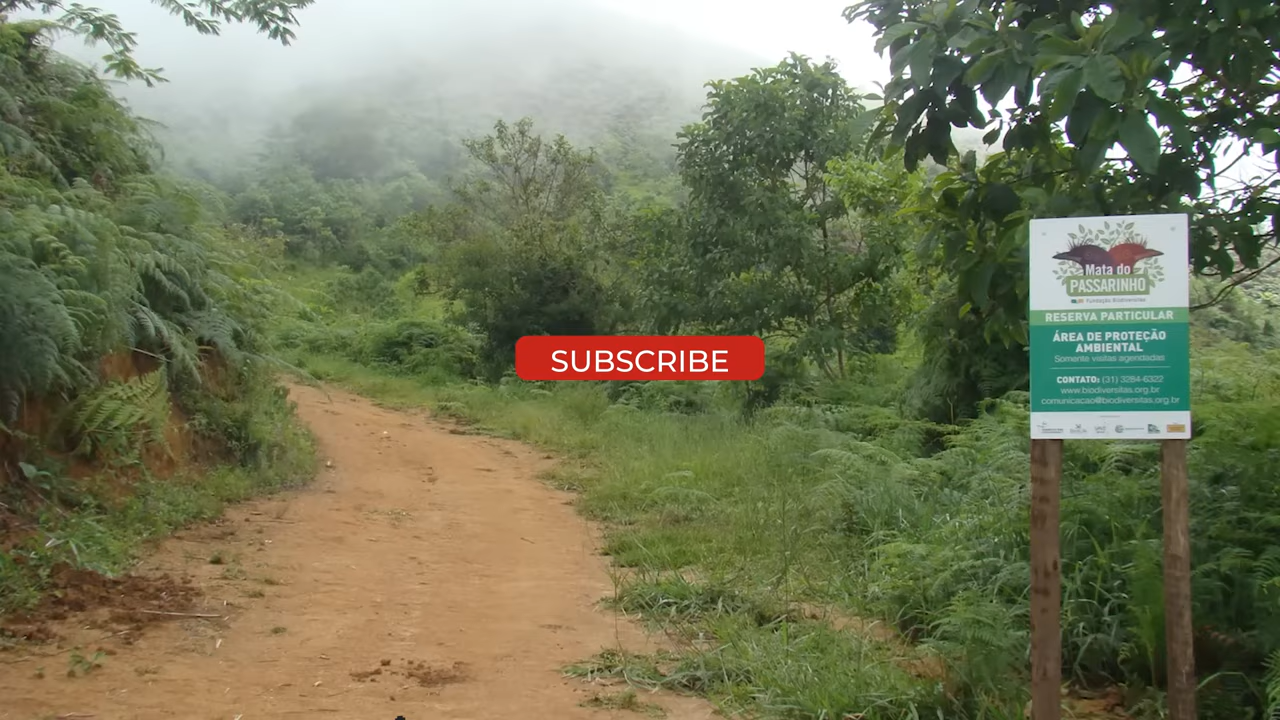 SUBSCRIBE
Mata do
PASSARINHO
Fundação Biodiversitas
RESERVA PARTICULAR
ÁREA DE PROTEÇÃO
AMBIENTAL
Somente visitas agendadas
CONTATO: (31) 3284-6322
www.biodiversitas.org.br
comunicacao@biodiversitas.org.br